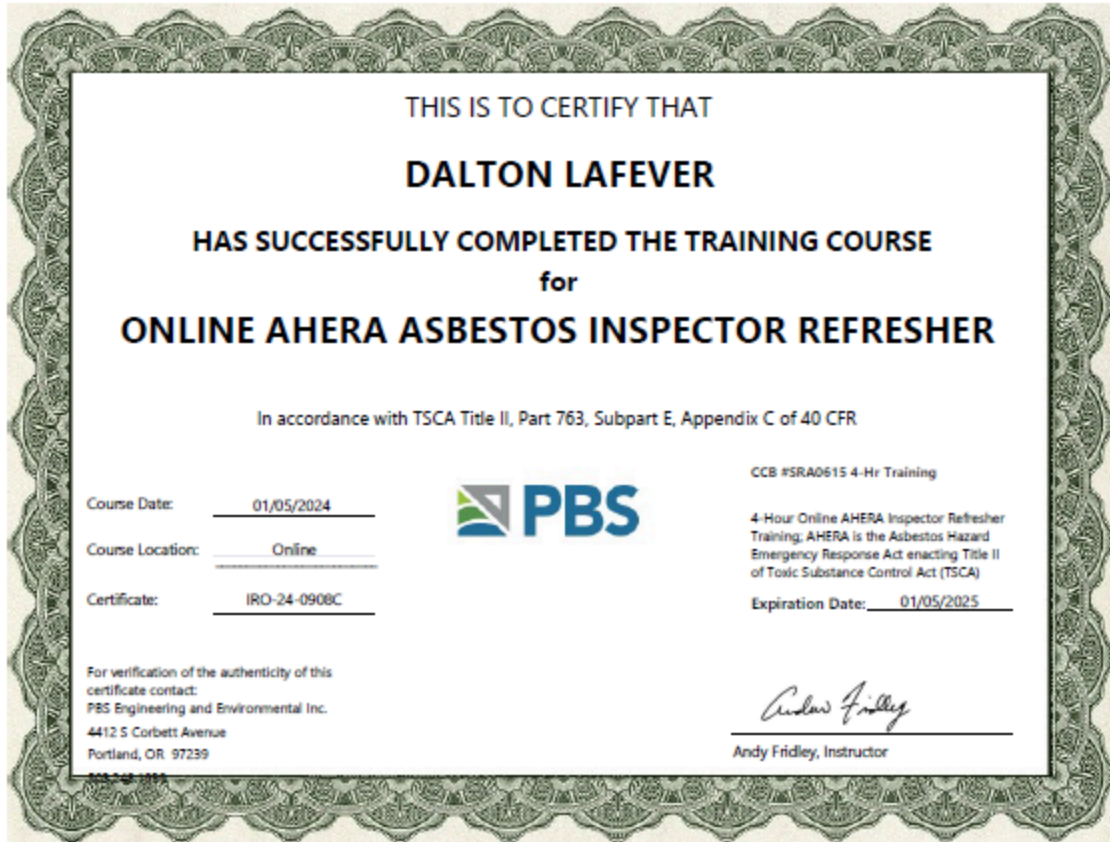 THIS IS TO CERTIFY THAT
DALTON LAFEVER
HAS SUCCESSFULLY COMPLETED THE TRAINING COURSE
for
ONLINE AHERA ASBESTOS INSPECTOR REFRESHER
In accordance with TSCA Title II, Part 763, Subpart E, Appendix C of 40 CFR
Course Date: 01/05/2024
Course Location: Online
Certificate: IRO-24-0908C
PBS
CCB #SRA0615 4-Hr Training
4-Hour Online AHERA Inspector Refresher
Training; AHERA is the Asbestos Hazard
Emergency Response Act enacting Title II
of Toxic Substance Control Act (TSCA)
Expiration Date: 01/05/2025
For verification of the authenticity of this
certificate contact:
PBS Engineering and Environmental Inc.
4412 S Corbett Avenue
Portland, OR 97239
Andy Fridley, Instructor